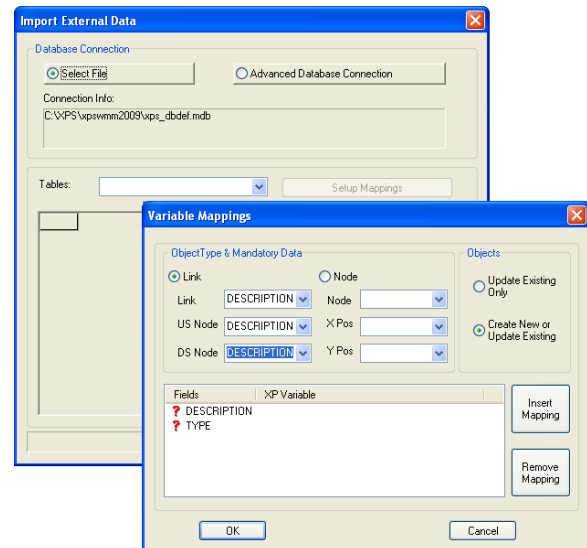 Import External Data
Database Connection
Select File
Advanced Database Connection
Connection Info:
C:\XPS\xpswmm2009\xps_dbdef.mdb
Tables:
Setup Mappings
Variable Mappings
ObjectType & Mandatory Data
Objects
Link
Node
Link DESCRIPTION Node
US Node DESCRIPTION X Pos
DS Node DESCRIPTION Y Pos
Update Existing
Only
Create New or
Update Existing
Fields XP Variable
? DESCRIPTION
? TYPE
Insert
Mapping
Remove
Mapping
OK
Cancel